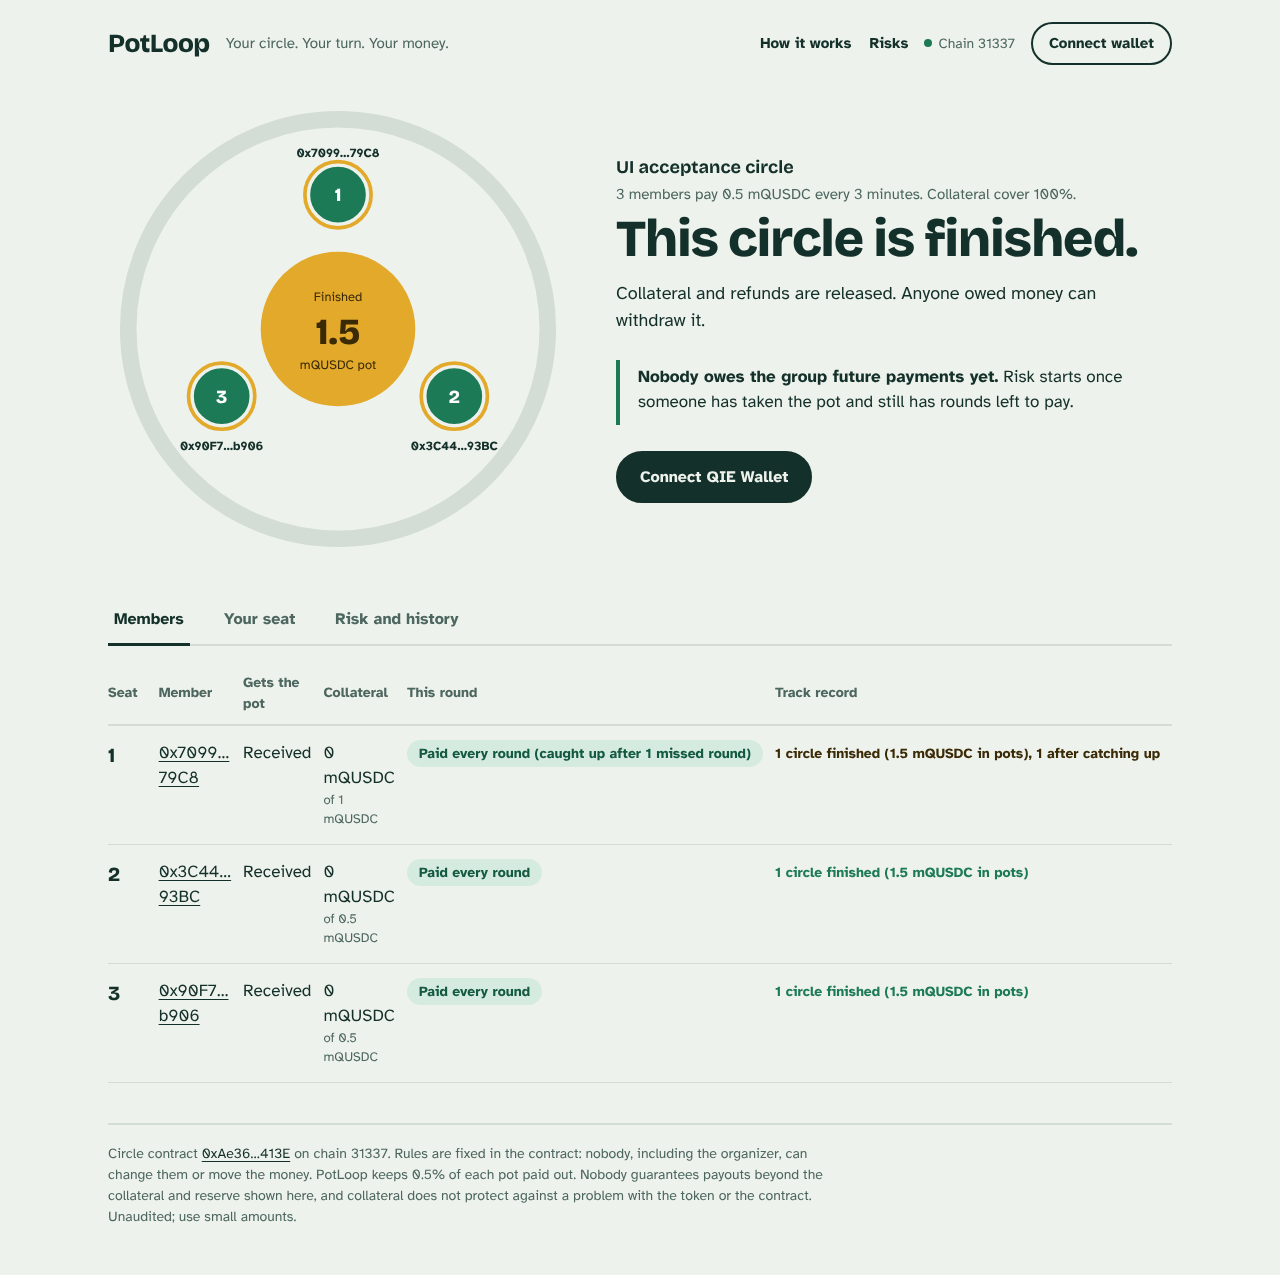 PotLoop
Your circle. Your turn. Your money.
How it works
Risks
Chain 31337
Connect wallet
0x7099…79C8
1
Finished
1.5
mQUSDC pot
3
2
0x90F7…b906
0x3C44…93BC
UI acceptance circle
3 members pay 0.5 mQUSDC every 3 minutes. Collateral cover 100%.
This circle is finished.
Collateral and refunds are released. Anyone owed money can
withdraw it.
Nobody owes the group future payments yet. Risk starts once
someone has taken the pot and still has rounds left to pay.
Connect QIE Wallet
Members
Your seat
Risk and history
Seat
Member
Gets the
pot
Collateral
This round
Track record
1
0x7099…
79C8
Received
0
mQUSDC
of 1
mQUSDC
Paid every round (caught up after 1 missed round)
1 circle finished (1.5 mQUSDC in pots), 1 after catching up
2
0x3C44…
93BC
Received
0
mQUSDC
of 0.5
mQUSDC
Paid every round
1 circle finished (1.5 mQUSDC in pots)
3
0x90F7…
b906
Received
0
mQUSDC
of 0.5
mQUSDC
Paid every round
1 circle finished (1.5 mQUSDC in pots)
Circle contract 0xAe36…413E on chain 31337. Rules are fixed in the contract: nobody, including the organizer, can
change them or move the money. PotLoop keeps 0.5% of each pot paid out. Nobody guarantees payouts beyond the
collateral and reserve shown here, and collateral does not protect against a problem with the token or the contract.
Unaudited; use small amounts.